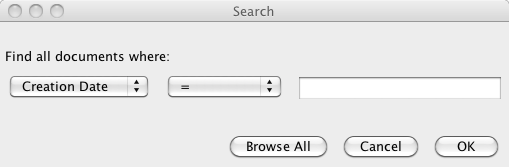 Search
Find all documents where:
Creation Date =
Browse All Cancel OK